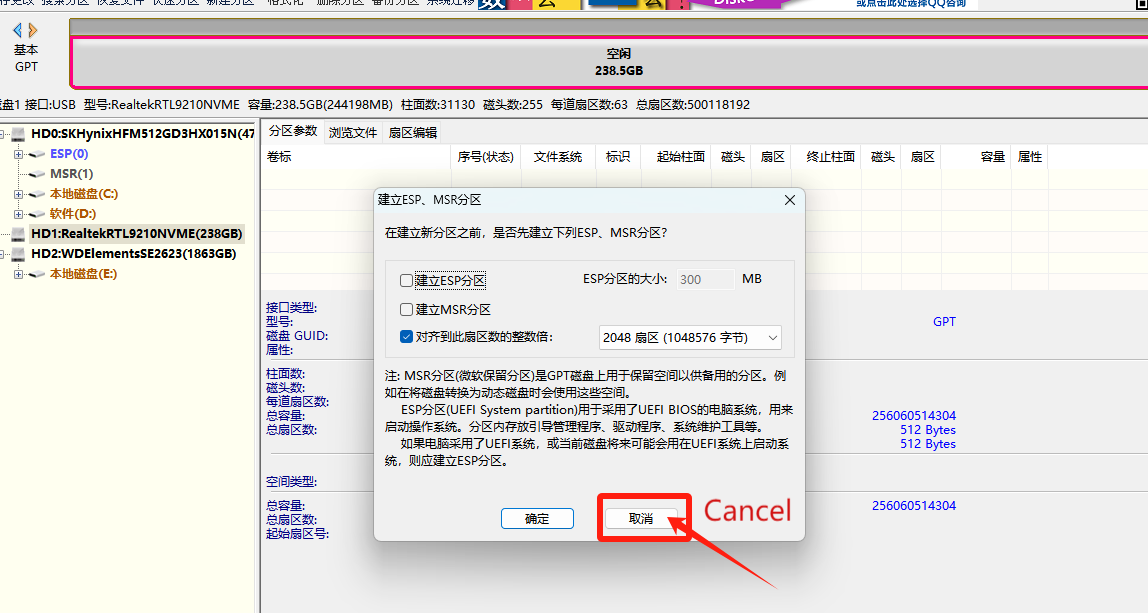 存更改 搜索分区 恢复文件 快速分区 新建分区 格式化 删除分区 备份分区 系统迁移
或点击此处选择QQ咨询
基本
GPT
空闲
238.5GB
盘1 接口:USB 型号:RealtekRTL9210NVME 容量:238.5GB(244198MB) 柱面数:31130 磁头数:255 每道扇区数:63 总扇区数:500118192
HD0:SKHynixHFM512GD3HX015N(47
ESP(0)
MSR(1)
本地磁盘(C:)
软件(D:)
HD1:RealtekRTL9210NVME(238GB)
HD2:WDElementsSE2623(1863GB)
本地磁盘(E:)
分区参数 浏览文件 扇区编辑
卷标 序号(状态) 文件系统 标识 起始柱面 磁头 扇区 终止柱面 磁头 扇区 容量 属性
建立ESP、MSR分区
在建立新分区之前，是否先建立下列ESP、MSR分区?
建立ESP分区 ESP分区的大小: 300 MB
建立MSR分区
对齐到此扇区数的整数倍: 2048 扇区 (1048576 字节)
注: MSR分区(微软保留分区)是GPT磁盘上用于保留空间以供备用的分区。例
如在将磁盘转换为动态磁盘时会使用这些空间。
ESP分区(UEFI System partition)用于采用了UEFI BIOS的电脑系统，用来
启动操作系统。分区内存放引导管理程序、驱动程序、系统维护工具等。
如果电脑采用了UEFI系统，或当前磁盘将来可能会用在UEFI系统上启动系
统，则应建立ESP分区。
确定 取消 Cancel
接口类型:
型号: GPT
磁盘 GUID:
属性:
柱面数:
磁头数:
每道扇区数:
总容量: 256060514304
总扇区数: 512 Bytes
512 Bytes
空间类型:
总容量: 256060514304
总扇区数:
起始扇区号: